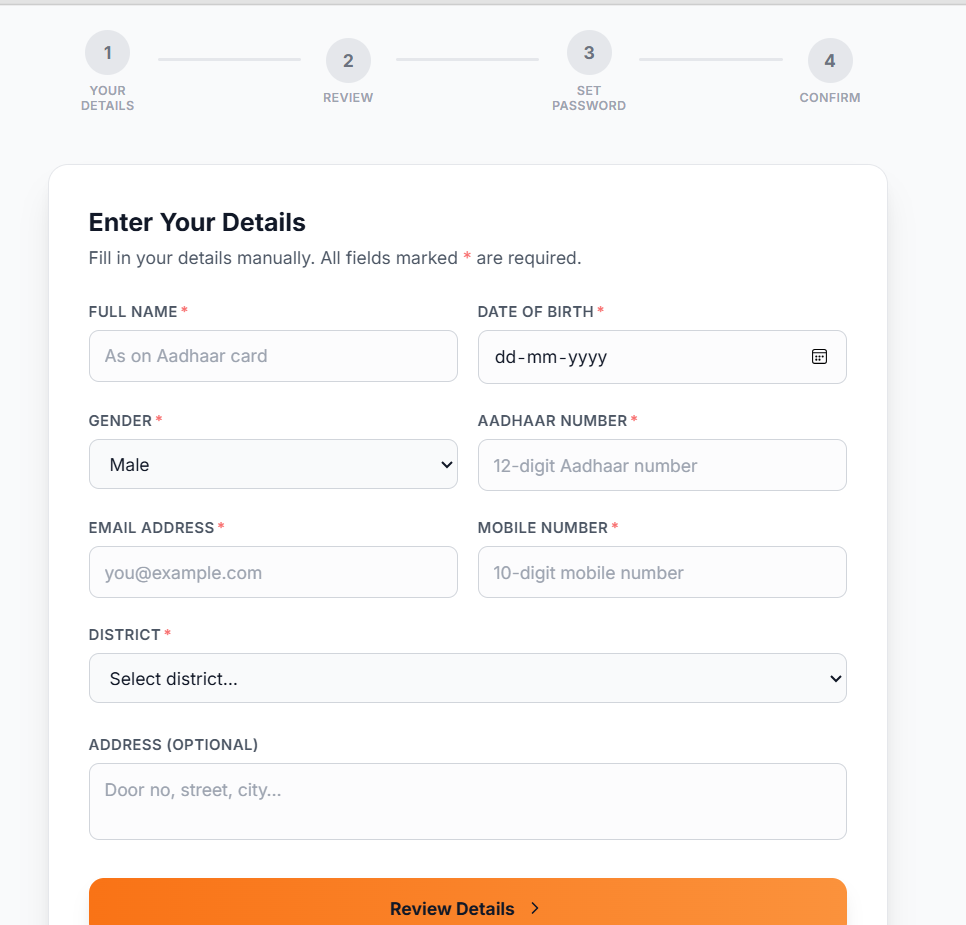 1
2
3
4
YOUR
DETAILS
REVIEW
SET
PASSWORD
CONFIRM
Enter Your Details
Fill in your details manually. All fields marked * are required.
FULL NAME *
DATE OF BIRTH *
As on Aadhaar card
dd-mm-yyyy
GENDER *
AADHAAR NUMBER *
Male
12-digit Aadhaar number
EMAIL ADDRESS *
MOBILE NUMBER *
you@example.com
10-digit mobile number
DISTRICT *
Select district...
ADDRESS (OPTIONAL)
Door no, street, city...
Review Details